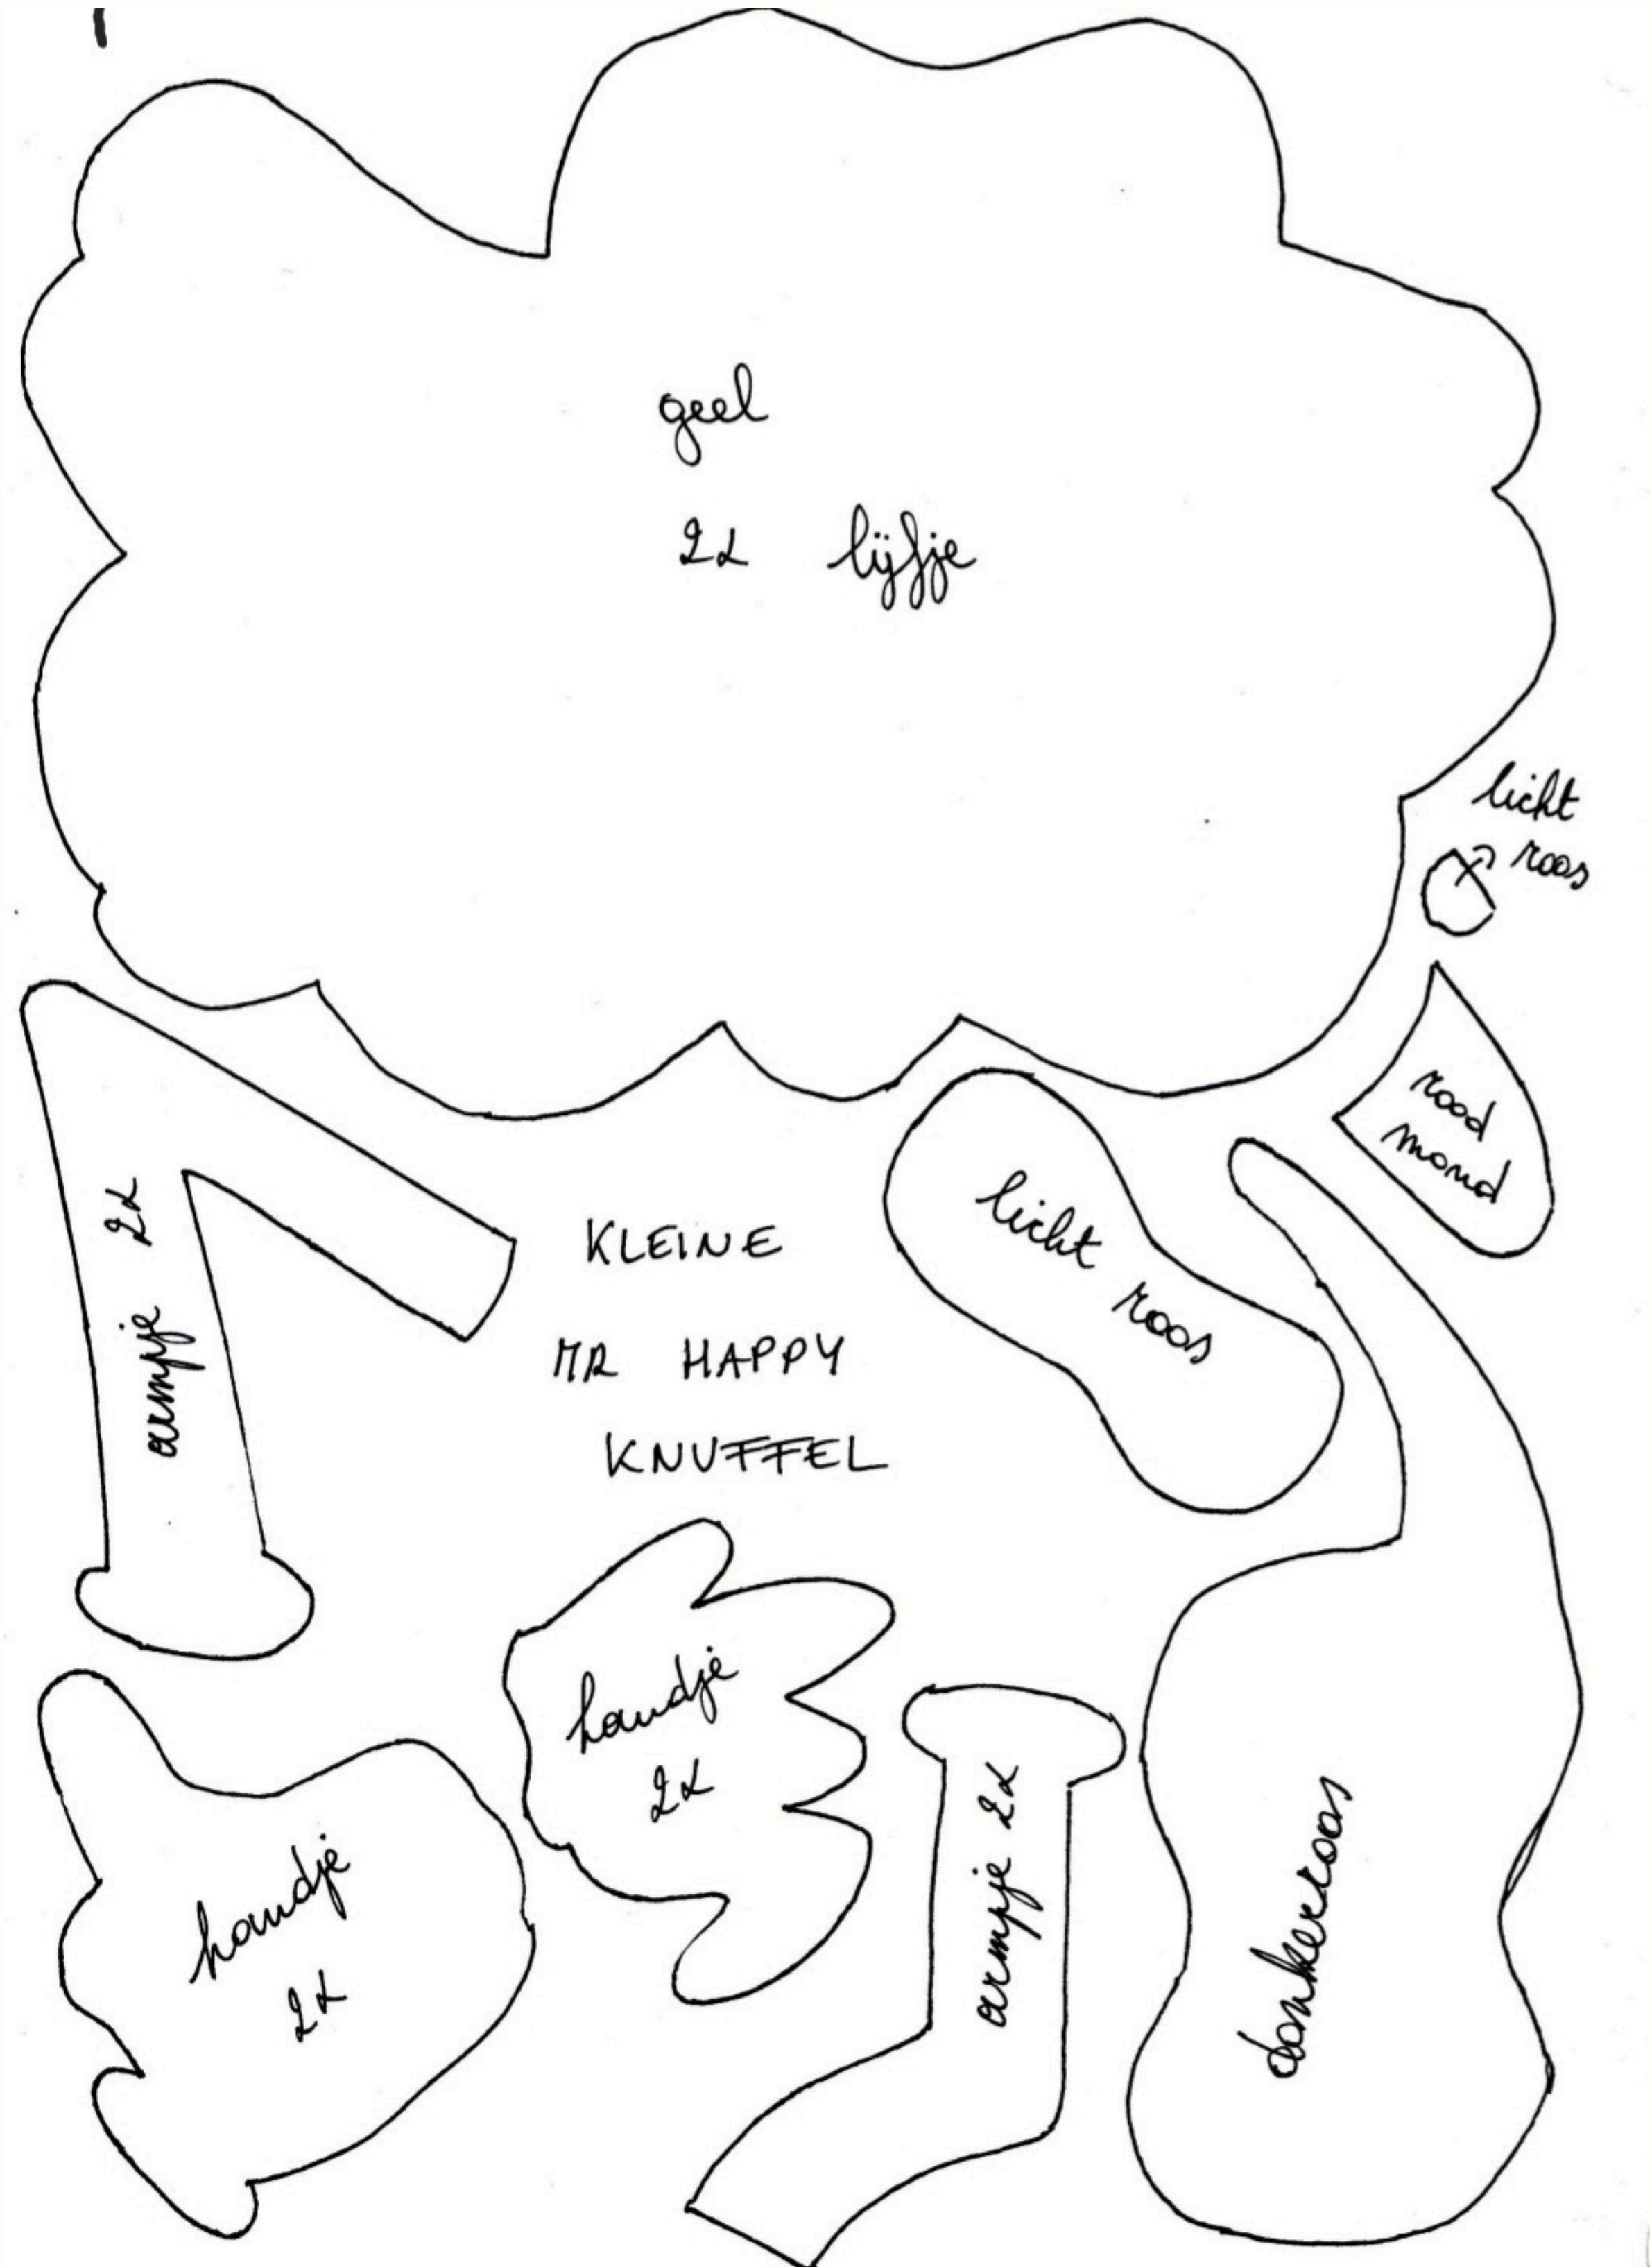 geel
2x lijfje
licht
roos
rood
mond
licht roos
armpje 2x
KLEINE
MR HAPPY
KNUFFEL
handje
2x
handje
2x
armpje 2x
donkerroos